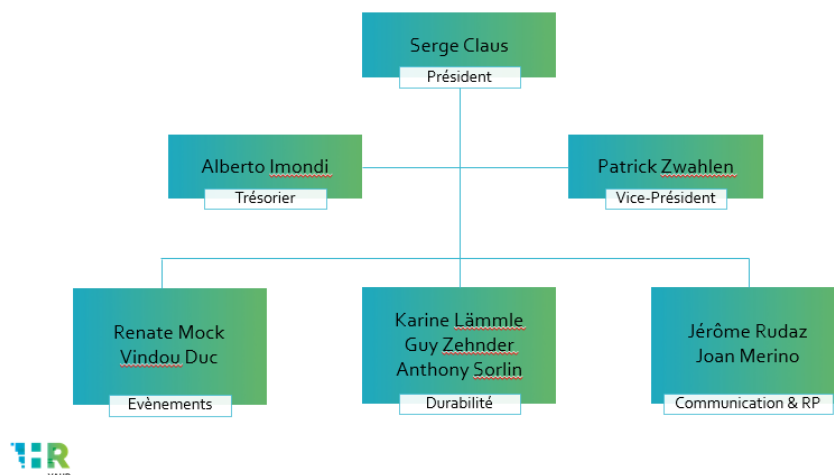 Serge Claus
Président
Alberto Imondi
Trésorier
Patrick Zwahlen
Vice-Président
Renate Mock
Vindou Duc
Evènements
Karine Lämmle
Guy Zehnder
Anthony Sorlin
Durabilité
Jérôme Rudaz
Joan Merino
Communication & RP
HR